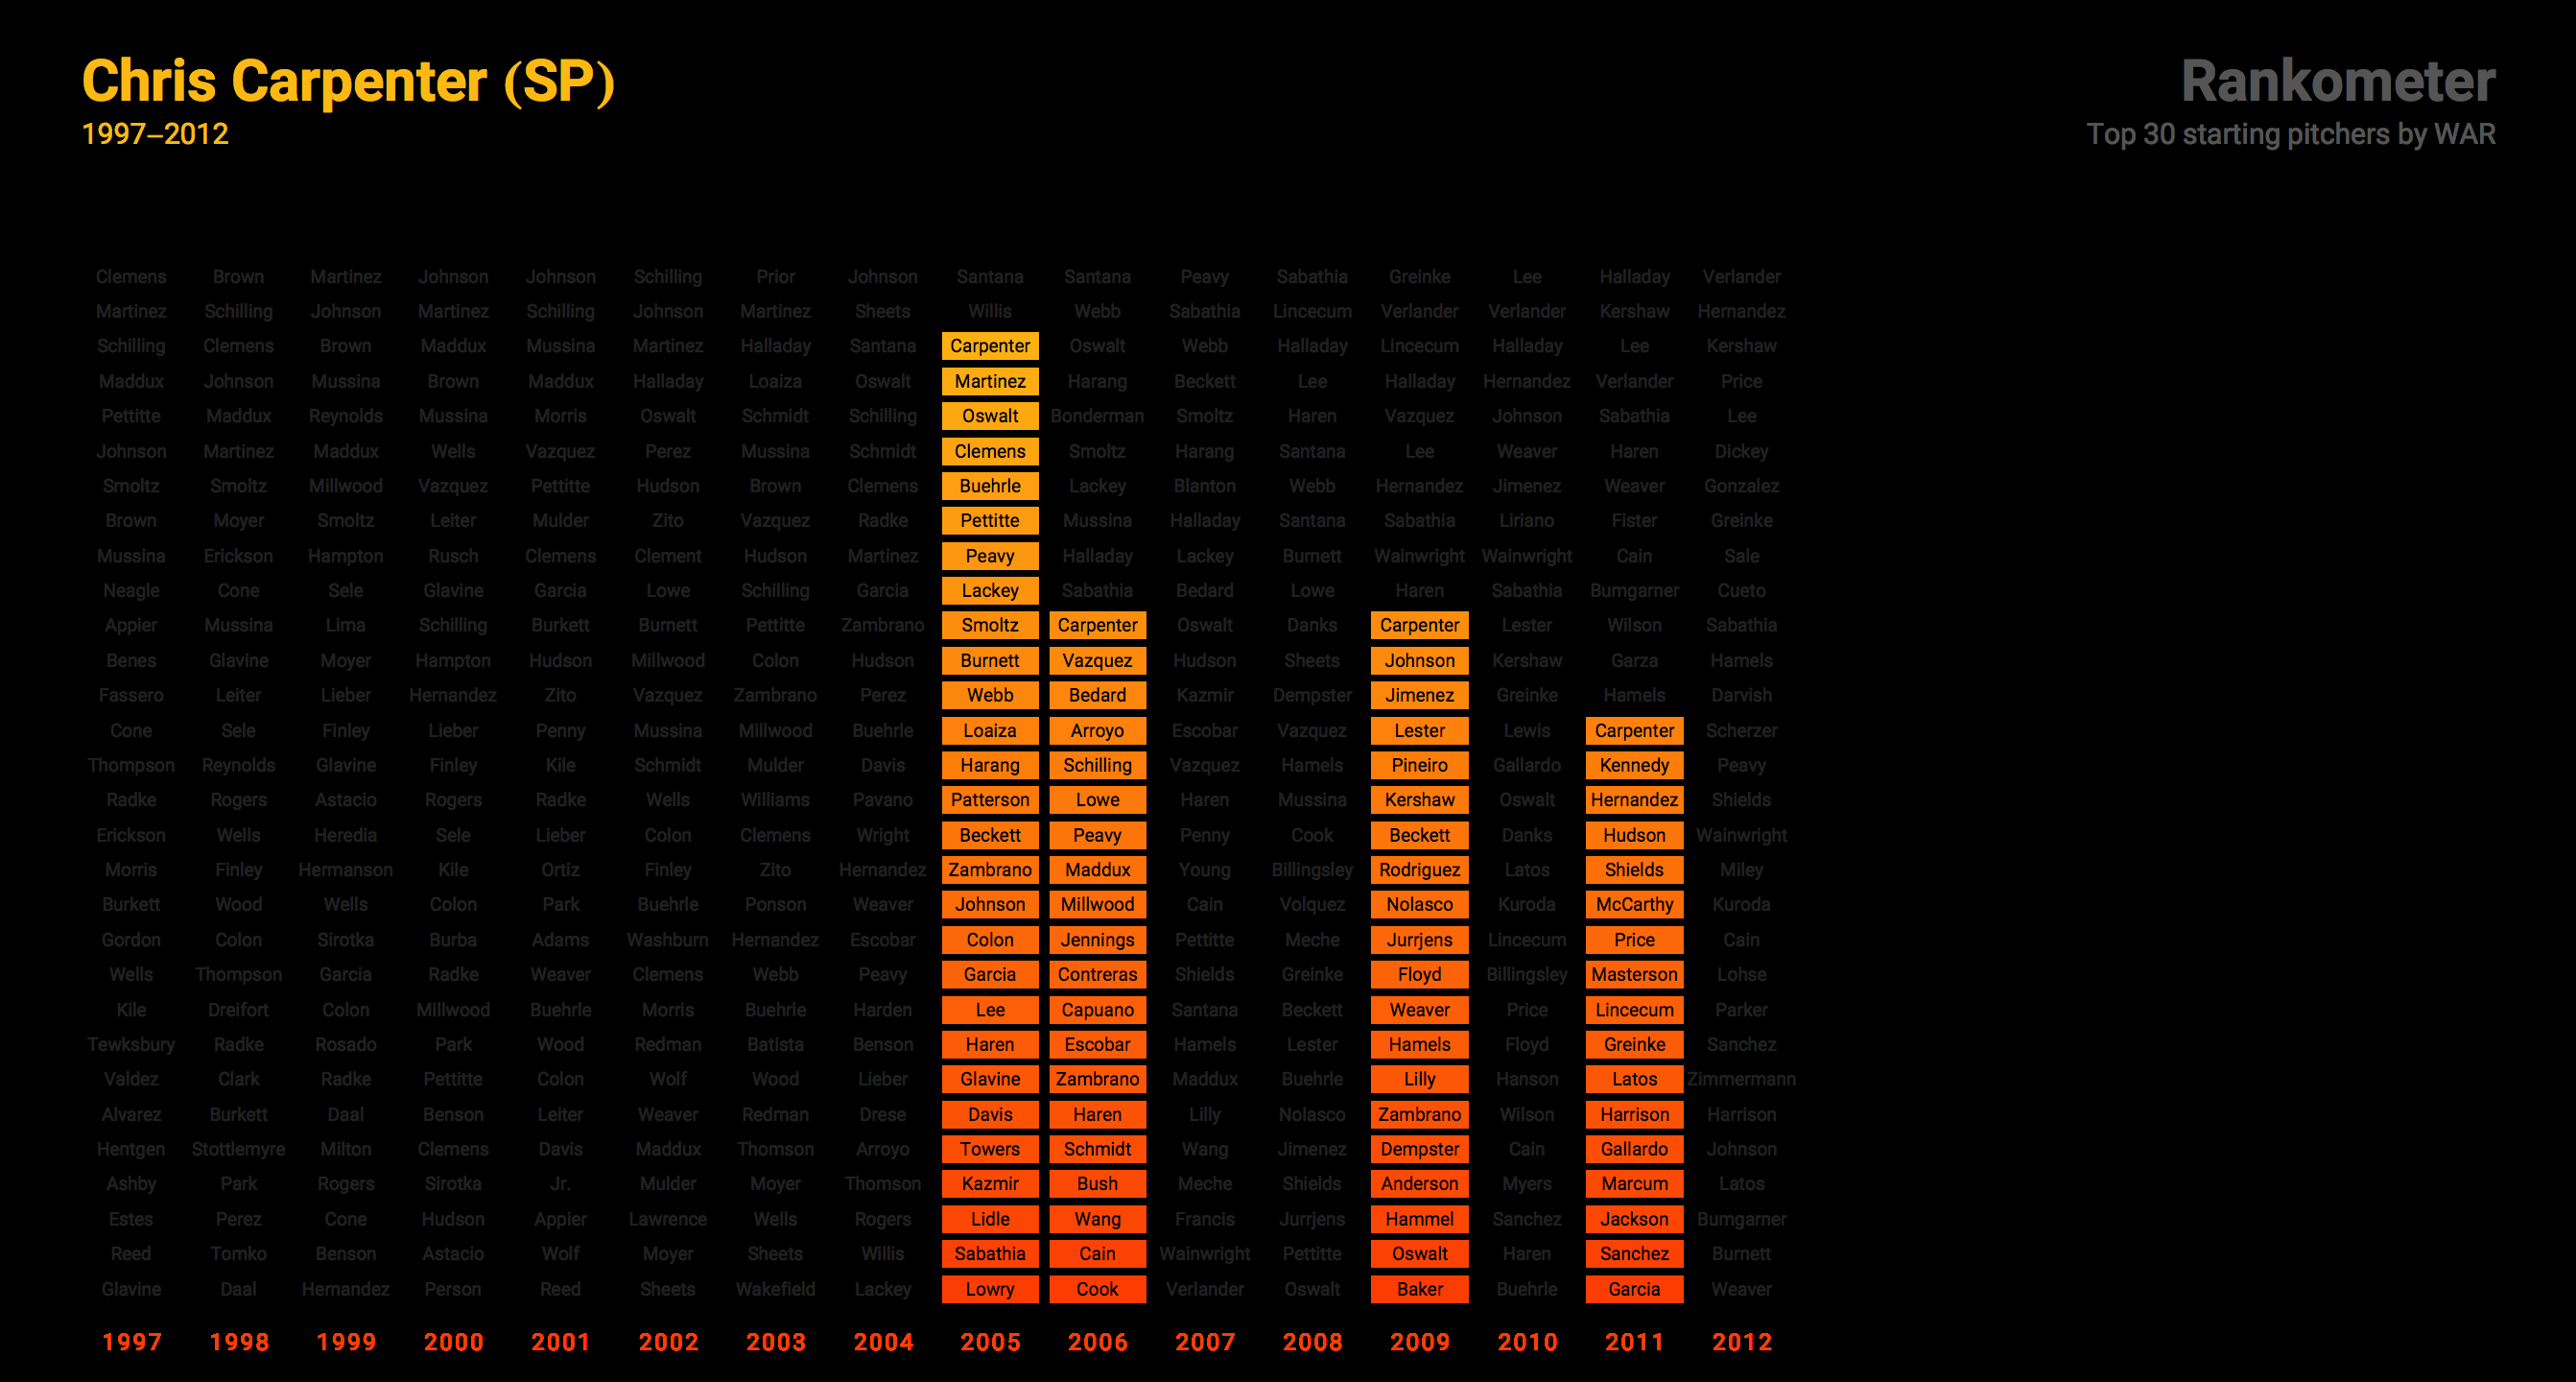 Chris Carpenter (SP)
1997–2012
Rankometer
Top 30 starting pitchers by WAR
Clemens Brown Martinez Johnson Johnson Schilling Prior Johnson Santana Santana Peavy Sabathia Greinke Lee Halladay Verlander
Martinez Schilling Johnson Martinez Schilling Johnson Martinez Sheets Willis Webb Sabathia Lincecum Verlander Verlander Kershaw Hernandez
Schilling Clemens Brown Maddux Mussina Martinez Halladay Santana Carpenter Oswalt Webb Halladay Lincecum Halladay Lee Kershaw
Maddux Johnson Mussina Brown Maddux Halladay Loaiza Oswalt Martinez Harang Beckett Lee Halladay Hernandez Verlander Price
Pettitte Maddux Reynolds Mussina Morris Oswalt Schmidt Schilling Oswalt Bonderman Smoltz Haren Vazquez Johnson Sabathia Lee
Johnson Martinez Maddux Wells Vazquez Perez Mussina Schmidt Clemens Smoltz Harang Santana Lee Weaver Haren Dickey
Smoltz Smoltz Millwood Vazquez Pettitte Hudson Brown Clemens Buehrle Lackey Blanton Webb Hernandez Jimenez Weaver Gonzalez
Brown Moyer Smoltz Leiter Mulder Zito Vazquez Radke Pettitte Mussina Halladay Santana Sabathia Liriano Fister Greinke
Mussina Erickson Hampton Rusch Clemens Clement Hudson Martinez Peavy Halladay Lackey Burnett Wainwright Wainwright Cain Sale
Neagle Cone Sele Glavine Garcia Lowe Schilling Garcia Lackey Sabathia Bedard Lowe Haren Sabathia Bumgarner Cueto
Appier Mussina Lima Schilling Burkett Burnett Pettitte Zambrano Smoltz Carpenter Oswalt Danks Carpenter Lester Wilson Sabathia
Benes Glavine Moyer Hampton Hudson Millwood Colon Hudson Burnett Vazquez Hudson Sheets Johnson Kershaw Garza Hamels
Fassero Leiter Lieber Hernandez Zito Vazquez Zambrano Perez Webb Bedard Kazmir Dempster Jimenez Greinke Hamels Darvish
Cone Sele Finley Lieber Penny Mussina Millwood Buehrle Loaiza Arroyo Escobar Vazquez Lester Lewis Carpenter Scherzer
Thompson Reynolds Glavine Finley Kile Schmidt Mulder Davis Harang Schilling Vazquez Hamels Pineiro Gallardo Kennedy Peavy
Radke Rogers Astacio Rogers Radke Wells Williams Pavano Patterson Lowe Haren Mussina Kershaw Oswalt Hernandez Shields
Erickson Wells Heredia Sele Lieber Colon Clemens Wright Beckett Peavy Penny Cook Beckett Danks Hudson Wainwright
Morris Finley Hermanson Kile Ortiz Finley Zito Hernandez Zambrano Maddux Young Billingsley Rodriguez Latos Shields Miley
Burkett Wood Wells Colon Park Buehrle Ponson Weaver Johnson Millwood Cain Volquez Nolasco Kuroda McCarthy Kuroda
Gordon Colon Sirotka Burba Adams Washburn Hernandez Escobar Colon Jennings Pettitte Meche Jurrjens Lincecum Price Cain
Wells Thompson Garcia Radke Weaver Clemens Webb Peavy Garcia Contreras Shields Greinke Floyd Billingsley Masterson Lohse
Kile Dreifort Colon Millwood Buehrle Morris Buehrle Harden Lee Capuano Santana Beckett Weaver Price Lincecum Parker
Tewksbury Radke Rosado Park Wood Redman Batista Benson Haren Escobar Hamels Lester Hamels Floyd Greinke Sanchez
Valdez Clark Radke Pettitte Colon Wolf Wood Lieber Glavine Zambrano Maddux Buehrle Lilly Hanson Latos Zimmermann
Alvarez Burkett Daal Benson Leiter Weaver Redman Drese Davis Haren Lilly Nolasco Zambrano Wilson Harrison Harrison
Hentgen Stottlemyre Milton Clemens Davis Maddux Thomson Arroyo Towers Schmidt Wang Jimenez Dempster Cain Gallardo Johnson
Ashby Park Rogers Sirotka Jr. Mulder Moyer Thomson Kazmir Bush Meche Shields Anderson Myers Marcum Latos
Estes Perez Cone Hudson Appier Lawrence Wells Rogers Lidle Wang Francis Jurrjens Hammel Sanchez Jackson Bumgarner
Reed Tomko Benson Astacio Wolf Moyer Sheets Willis Sabathia Cain Wainwright Pettitte Oswalt Haren Sanchez Burnett
Glavine Daal Hernandez Person Reed Sheets Wakefield Lackey Lowry Cook Verlander Oswalt Baker Buehrle Garcia Weaver
1997 1998 1999 2000 2001 2002 2003 2004 2005 2006 2007 2008 2009 2010 2011 2012